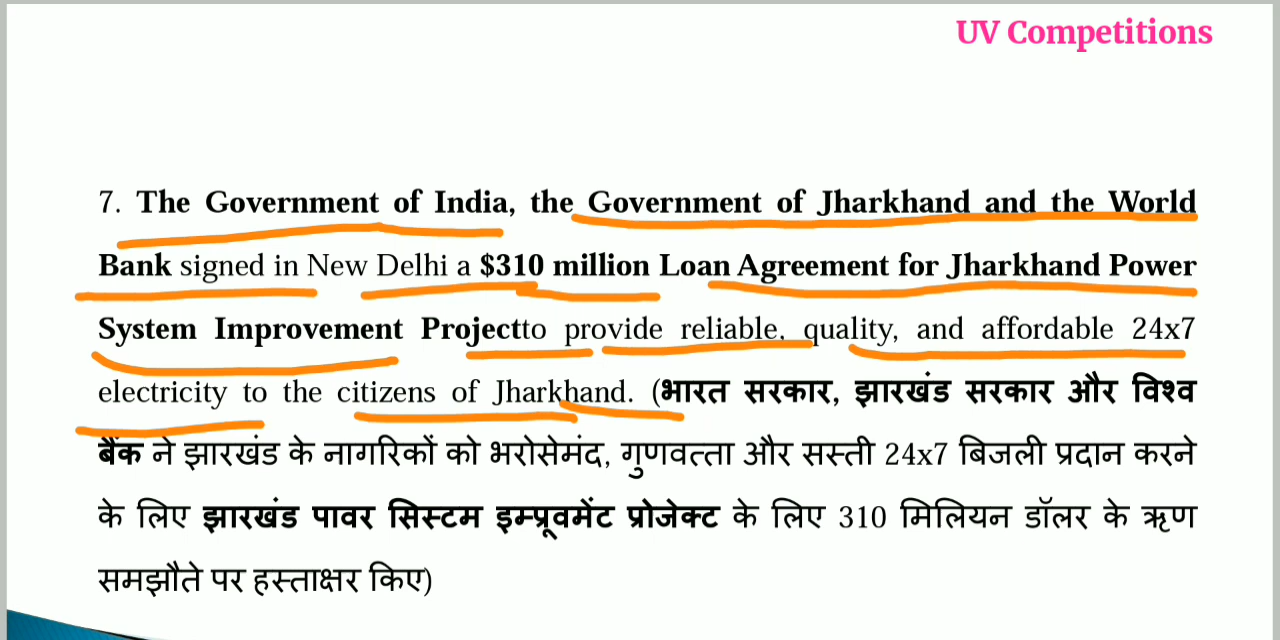 UV Competitions
7. The Government of India, the Government of Jharkhand and the World
Bank signed in New Delhi a $310 million Loan Agreement for Jharkhand Power
System Improvement Projectto provide reliable, quality, and affordable 24x7
electricity to the citizens of Jharkhand. (भारत सरकार, झारखंड सरकार और विश्व
बैंक ने झारखंड के नागरिकों को भरोसेमंद, गुणवत्ता और सस्ती 24x7 बिजली प्रदान करने
के लिए झारखंड पावर सिस्टम इम्प्रूवमेंट प्रोजेक्ट के लिए 310 मिलियन डॉलर के ऋण
समझौते पर हस्ताक्षर किए)